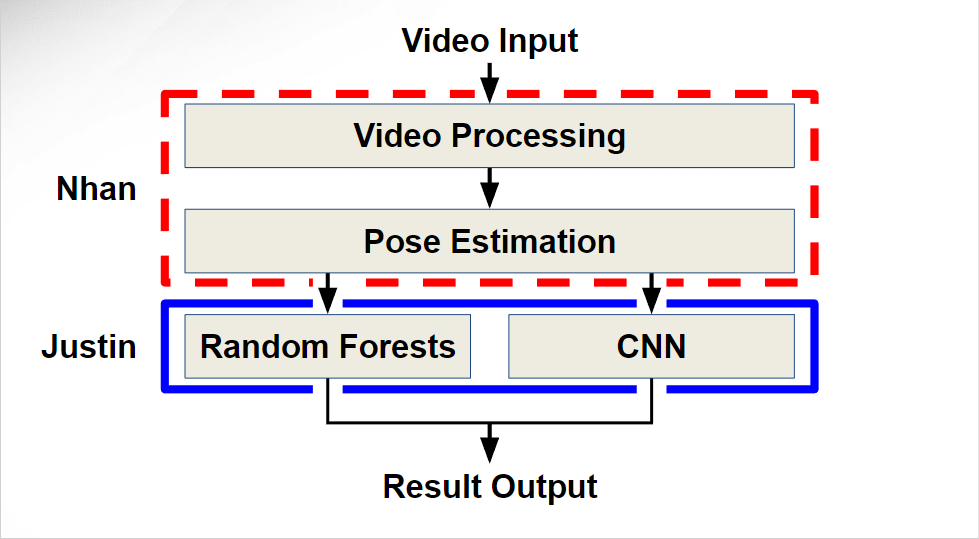 Video Input
Video Processing
Nhan
Pose Estimation
Justin
Random Forests
CNN
Result Output